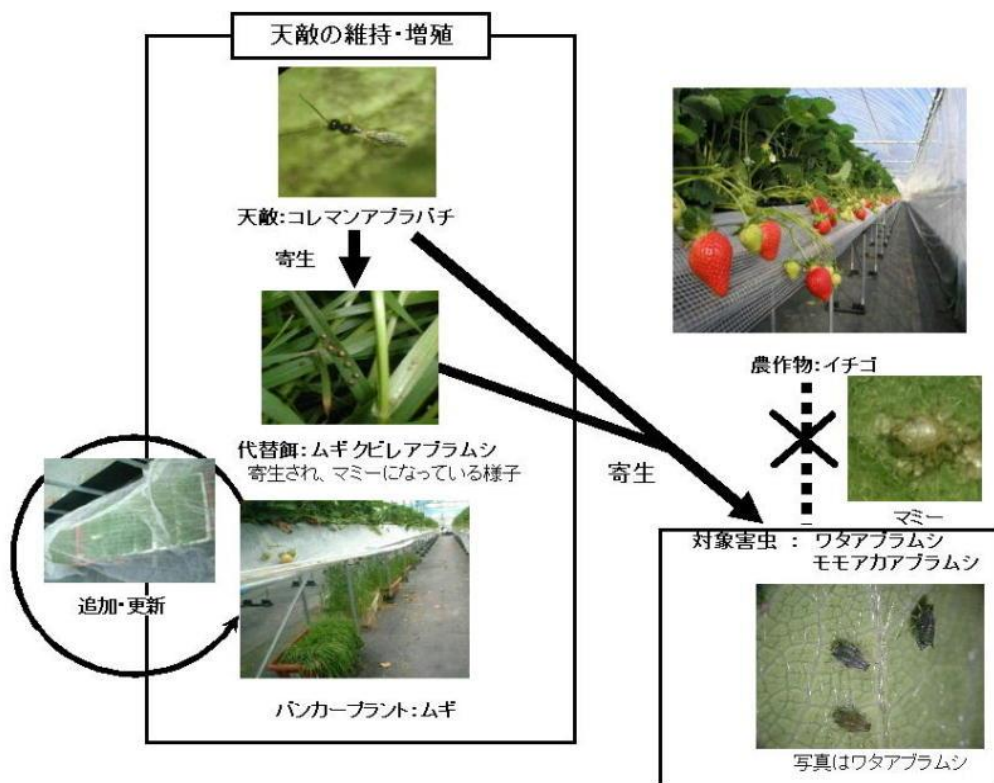 天敵の維持・増殖
天敵:コレマンアブラバチ
寄生
代替餌:ムギクビレアブラムシ
寄生され、マミーになっている様子
追加・更新
バンカープラント:ムギ
農作物:イチゴ
寄生
マミー
対象害虫 : ワタアブラムシ
モモアカアブラムシ
写真はワタアブラムシ